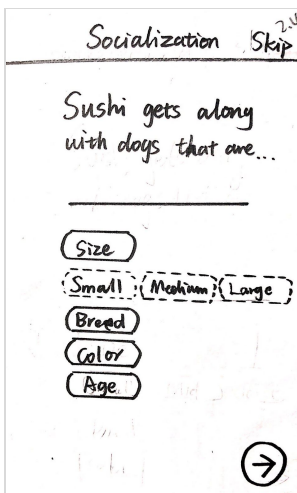 Socialization Skip
Sushi gets along
with dogs that are...
Size
Small Medium Large
Breed
Color
Age